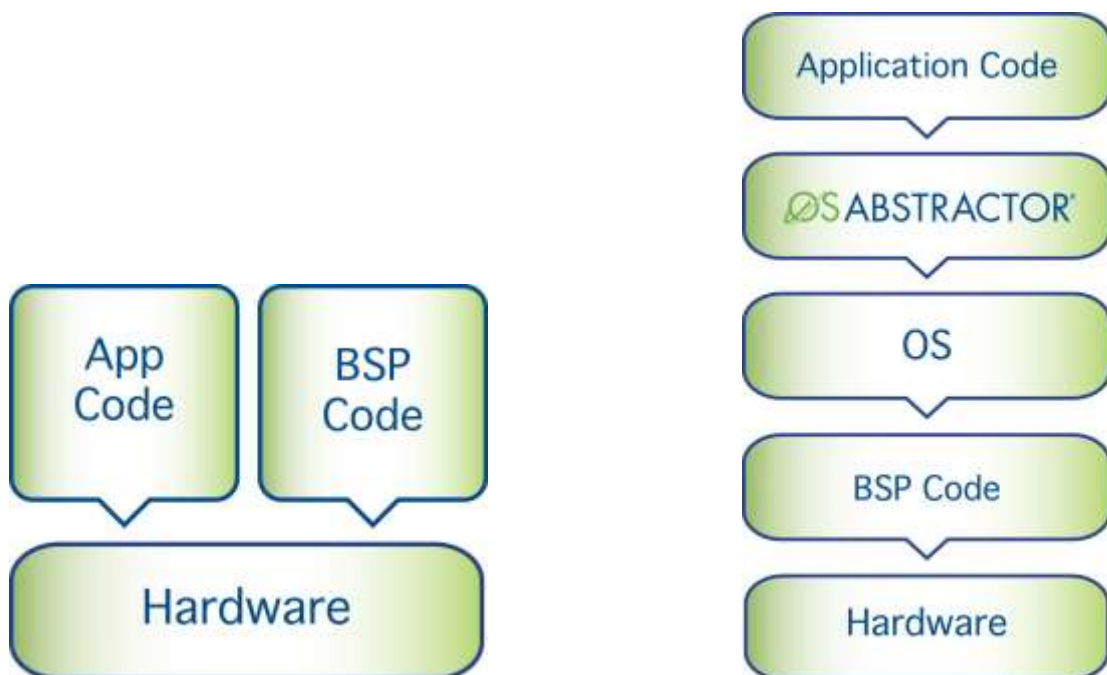 App
Code
BSP
Code
Hardware
Application Code
OS ABSTRACTOR
OS
BSP Code
Hardware